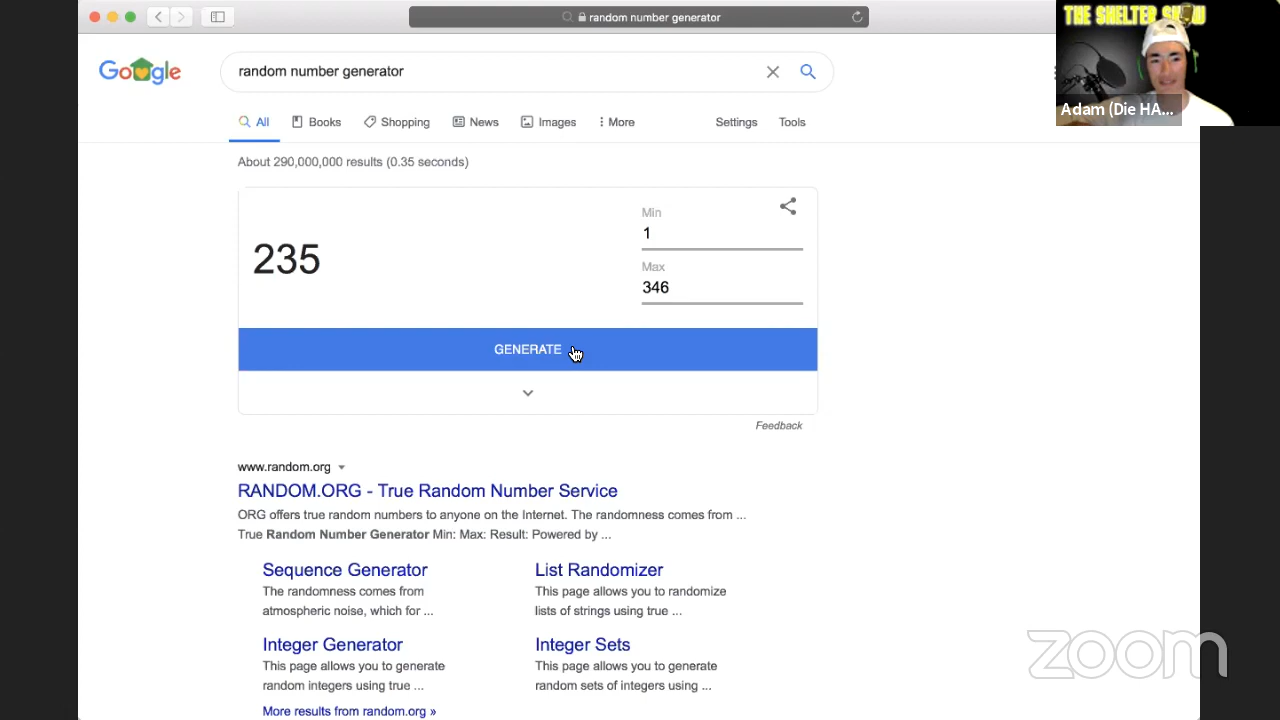 random number generator
THE SHELTER SHOW
Adam (Die HA...
Google
random number generator
All
Books
Shopping
News
Images
More
Settings
Tools
About 290,000,000 results (0.35 seconds)
235
Min
1
Max
346
GENERATE
Feedback
www.random.org
RANDOM.ORG - True Random Number Service
ORG offers true random numbers to anyone on the Internet. The randomness comes from ...
True Random Number Generator Min: Max: Result: Powered by ...
Sequence Generator
The randomness comes from
atmospheric noise, which for ...
List Randomizer
This page allows you to randomize
lists of strings using true ...
Integer Generator
This page allows you to generate
random integers using true ...
Integer Sets
This page allows you to generate
random sets of integers using ...
More results from random.org »
zoom